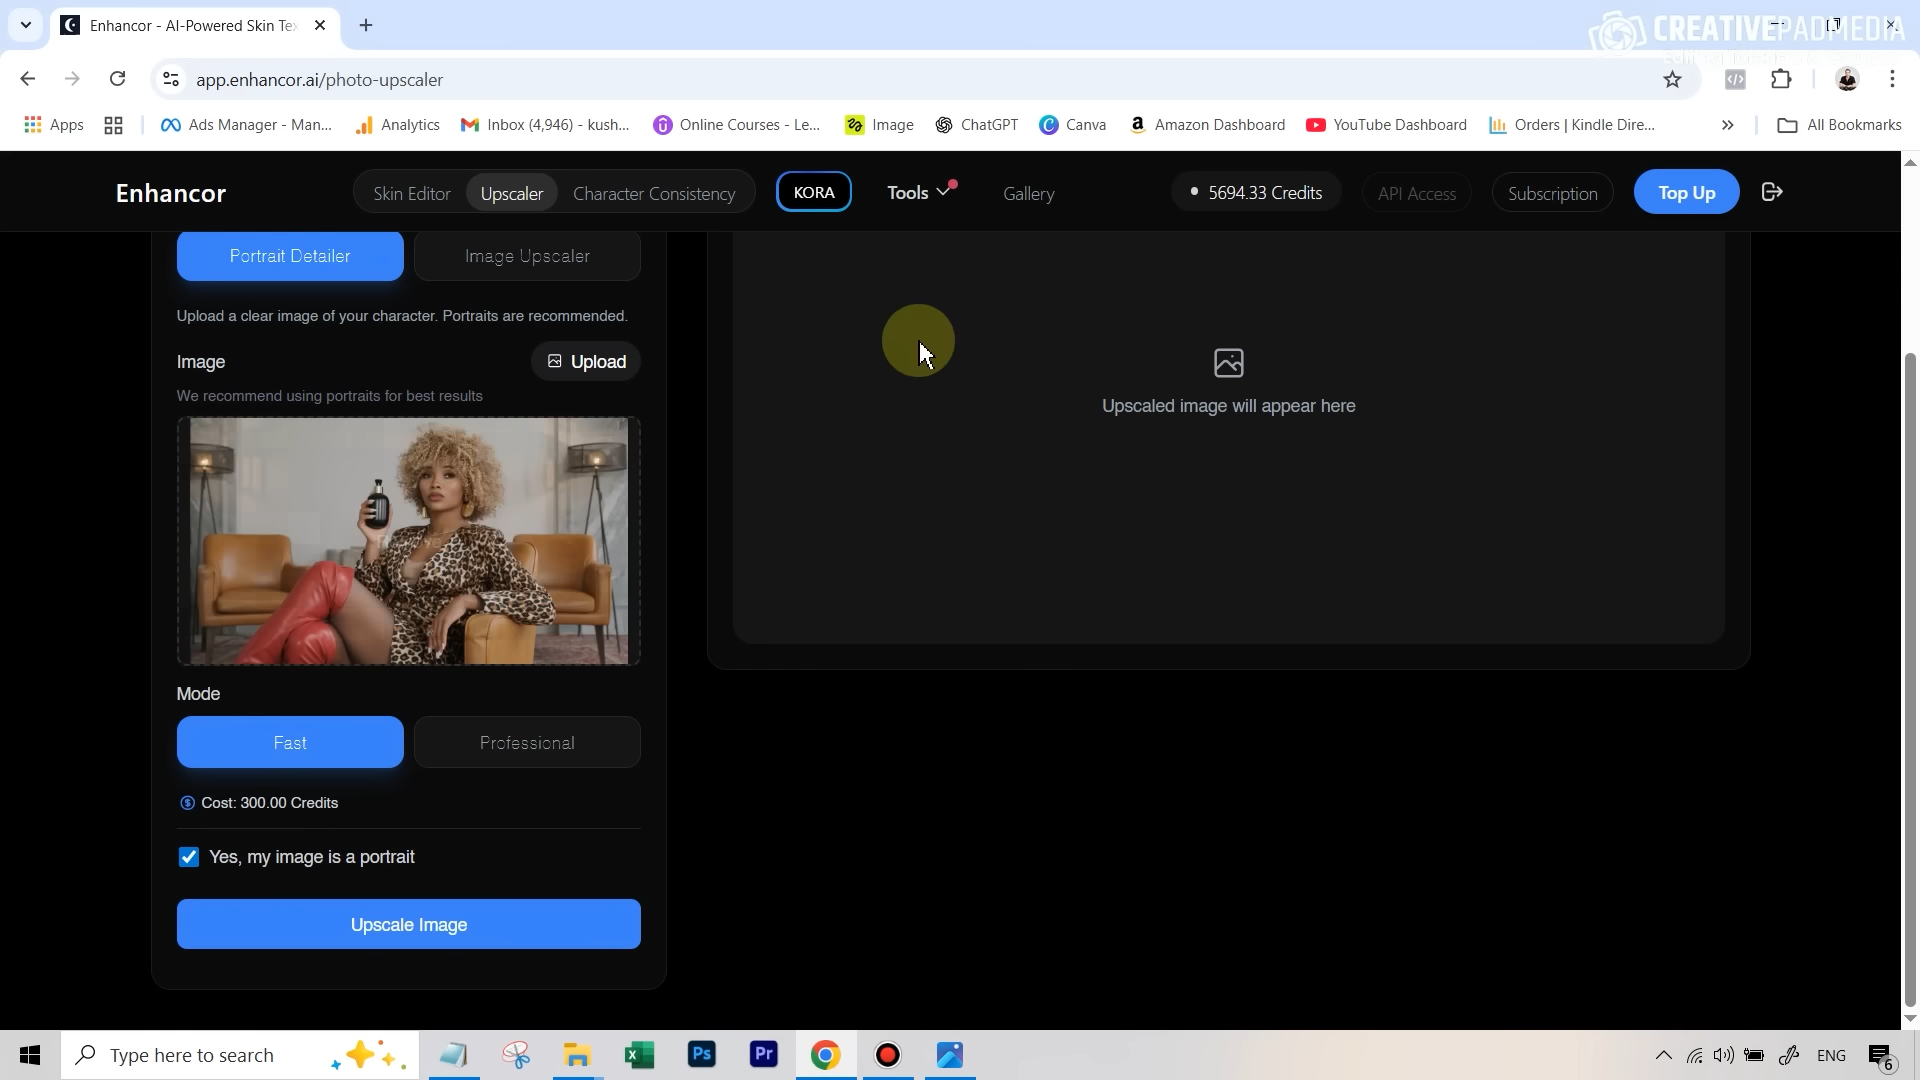 Enhancor - AI-Powered Skin Tex
CREATIVEPADMEDIA
app.enhancor.ai/photo-upscaler
Apps
Ads Manager - Man...
Analytics
Inbox (4,946) - kush...
Online Courses - Le...
Image
ChatGPT
Canva
Amazon Dashboard
YouTube Dashboard
Orders | Kindle Dire...
All Bookmarks
Enhancor
Skin Editor
Upscaler
Character Consistency
KORA
Tools
Gallery
5694.33 Credits
API Access
Subscription
Top Up
Portrait Detailer
Image Upscaler
Upload a clear image of your character. Portraits are recommended.
Image
Upload
We recommend using portraits for best results
Upscaled image will appear here
Mode
Fast
Professional
Cost: 300.00 Credits
Yes, my image is a portrait
Upscale Image
Type here to search
Ps
Pr
ENG
6